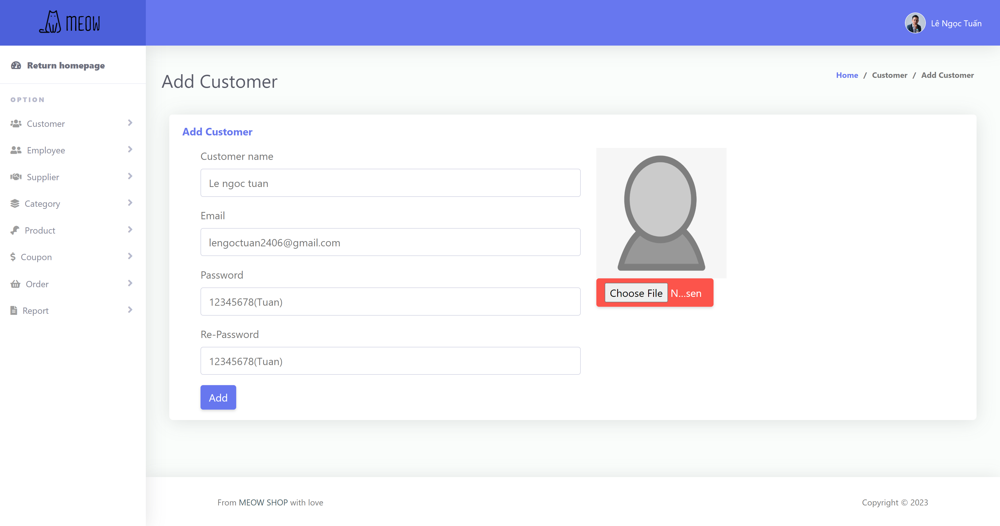 MEOW
Lê Ngọc Tuấn
Return homepage
OPTION
Customer
Employee
Supplier
Category
Product
Coupon
Order
Report
Add Customer
Home / Customer / Add Customer
Add Customer
Customer name
Le ngoc tuan
Email
lengoctuan2406@gmail.com
Password
12345678(Tuan)
Re-Password
12345678(Tuan)
Add
Choose File N...sen
From MEOW SHOP with love
Copyright © 2023